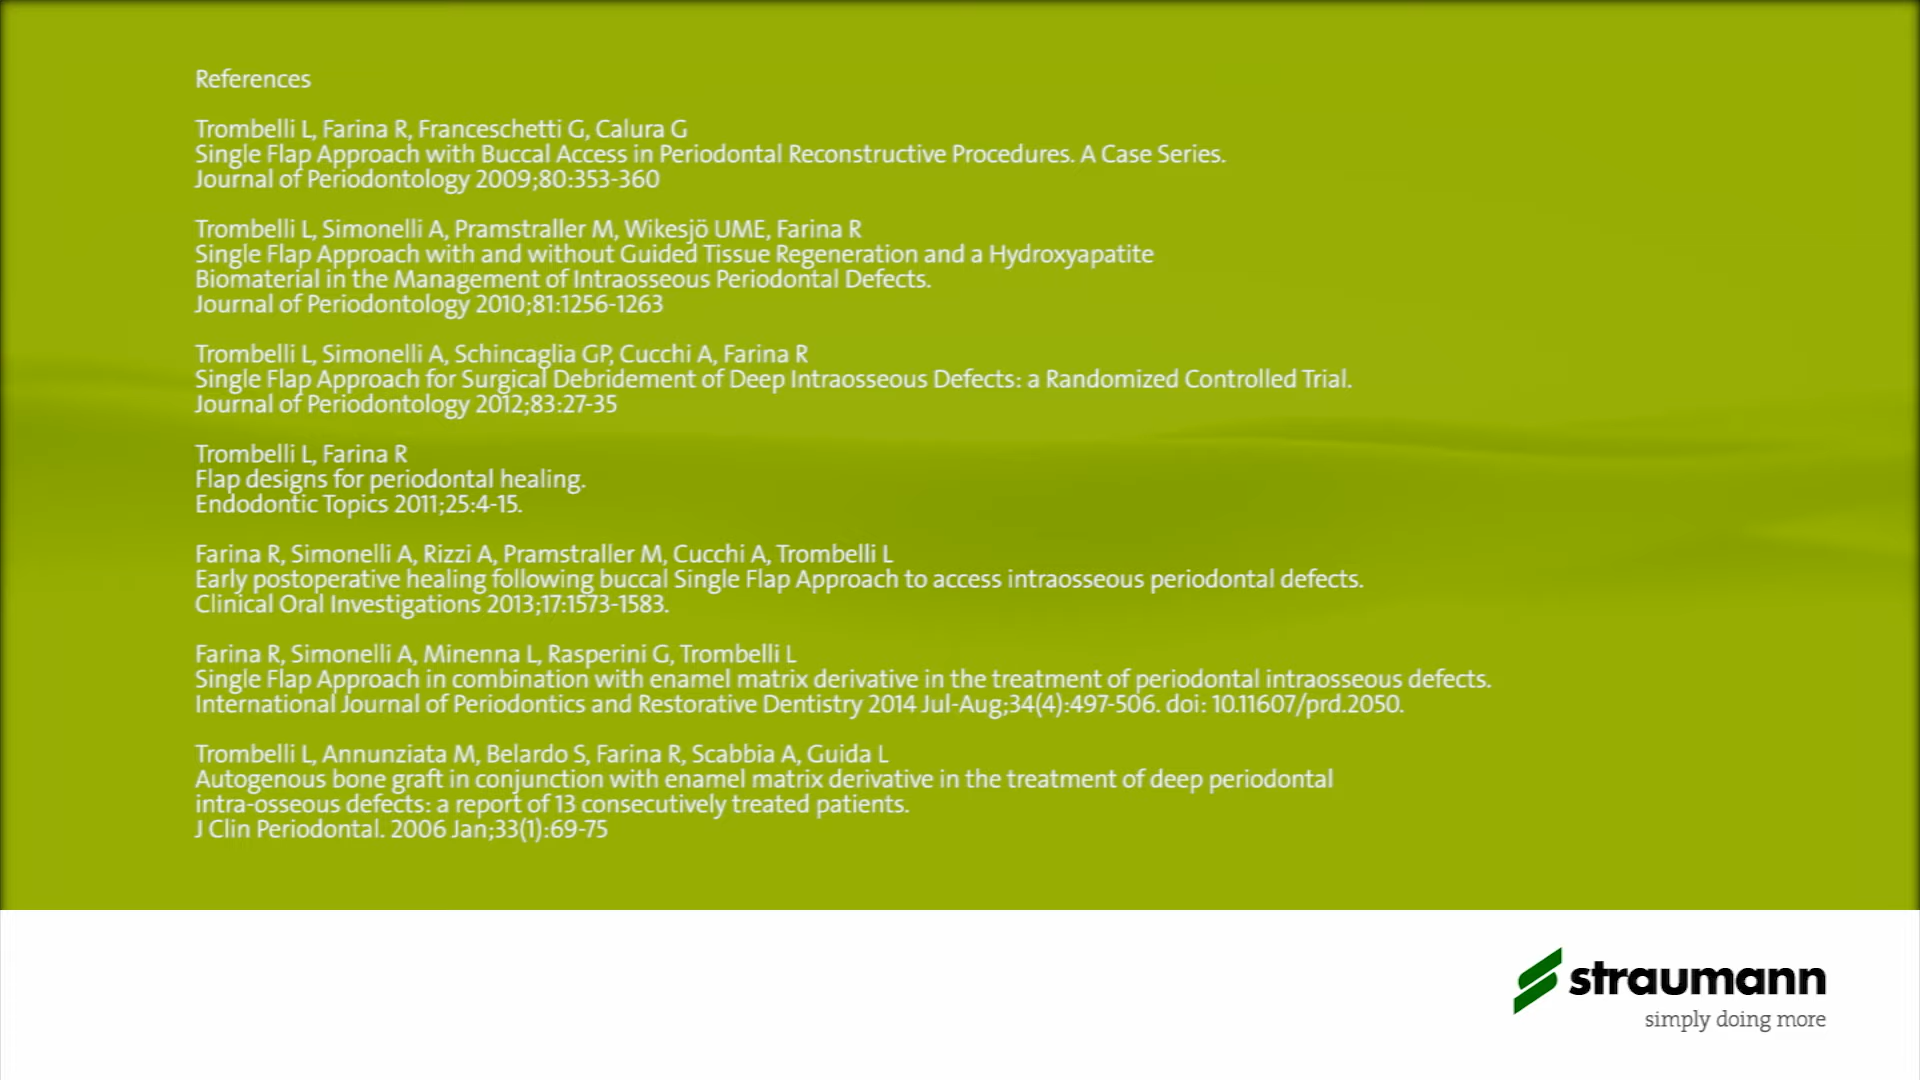 References
Trombelli L, Farina R, Franceschetti G, Calura G
Single Flap Approach with Buccal Access in Periodontal Reconstructive Procedures. A Case Series.
Journal of Periodontology 2009;80:353-360
Trombelli L, Simonelli A, Pramstraller M, Wikesjö UME, Farina R
Single Flap Approach with and without Guided Tissue Regeneration and a Hydroxyapatite
Biomaterial in the Management of Intraosseous Periodontal Defects.
Journal of Periodontology 2010;81:1256-1263
Trombelli L, Simonelli A, Schincaglia GP, Cucchi A, Farina R
Single Flap Approach for Surgical Debridement of Deep Intraosseous Defects: a Randomized Controlled Trial.
Journal of Periodontology 2012;83:27-35
Trombelli L, Farina R
Flap designs for periodontal healing.
Endodontic Topics 2011;25:4-15.
Farina R, Simonelli A, Rizzi A, Pramstraller M, Cucchi A, Trombelli L
Early postoperative healing following buccal Single Flap Approach to access intraosseous periodontal defects.
Clinical Oral Investigations 2013;17:1573-1583.
Farina R, Simonelli A, Minenna L, Rasperini G, Trombelli L
Single Flap Approach in combination with enamel matrix derivative in the treatment of periodontal intraosseous defects.
International Journal of Periodontics and Restorative Dentistry 2014 Jul-Aug;34(4):497-506. doi: 10.11607/prd.2050.
Trombelli L, Annunziata M, Belardo S, Farina R, Scabbia A, Guida L
Autogenous bone graft in conjunction with enamel matrix derivative in the treatment of deep periodontal
intra-osseous defects: a report of 13 consecutively treated patients.
J Clin Periodontal. 2006 Jan;33(1):69-75
straumann
simply doing more